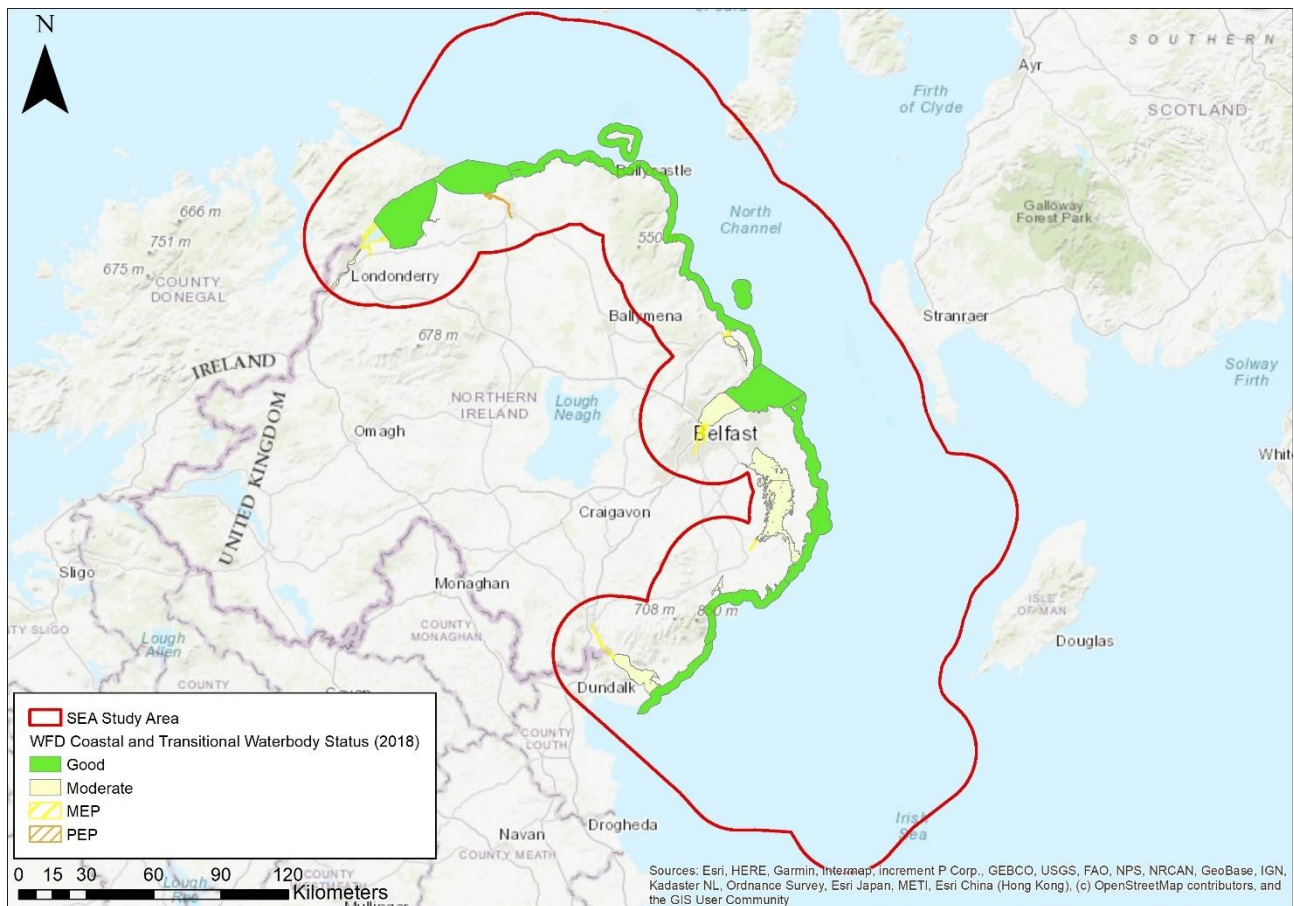 N
SOUTHERN
Ayr
Firth
of Clyde
SCOTLAND
Ballycastle
North
Channel
Galloway
Forest Park
666 m
751 m
675 m
COUNTY
DONEGAL
550
Londonderry
Ballymena
Stranraer
678 m
Solway
Firth
IRELAND
UNITED KINGDOM
NORTHERN
IRELAND
Lough
Neagh
Omagh
Belfast
Craigavon
Sligo
Monaghan
COUNTY
MONAGHAN
708 m
ISLE
OF MAN
Douglas
Lough
Allen
COUNTY
Dundalk
COUNTY
LOUTH
Irish
Sea
Drogheda
Navan
COUNTY MEATH
SEA Study Area
WFD Coastal and Transitional Waterbody Status (2018)
Good
Moderate
MEP
PEP
0 15 30 60 90 120
Kilometers
Sources: Esri, HERE, Garmin, Intermap, increment P Corp., GEBCO, USGS, FAO, NPS, NRCAN, GeoBase, IGN,
Kadaster NL, Ordnance Survey, Esri Japan, METI, Esri China (Hong Kong), (c) OpenStreetMap contributors, and
the GIS User Community